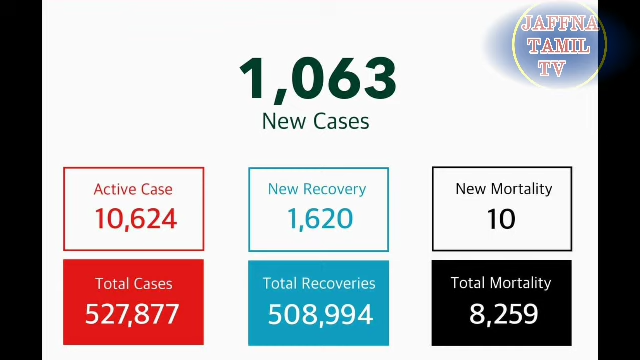 JAFFNA
TAMIL
TV
1,063
New Cases
Active Case
10,624
New Recovery
1,620
New Mortality
10
Total Cases
527,877
Total Recoveries
508,994
Total Mortality
8,259